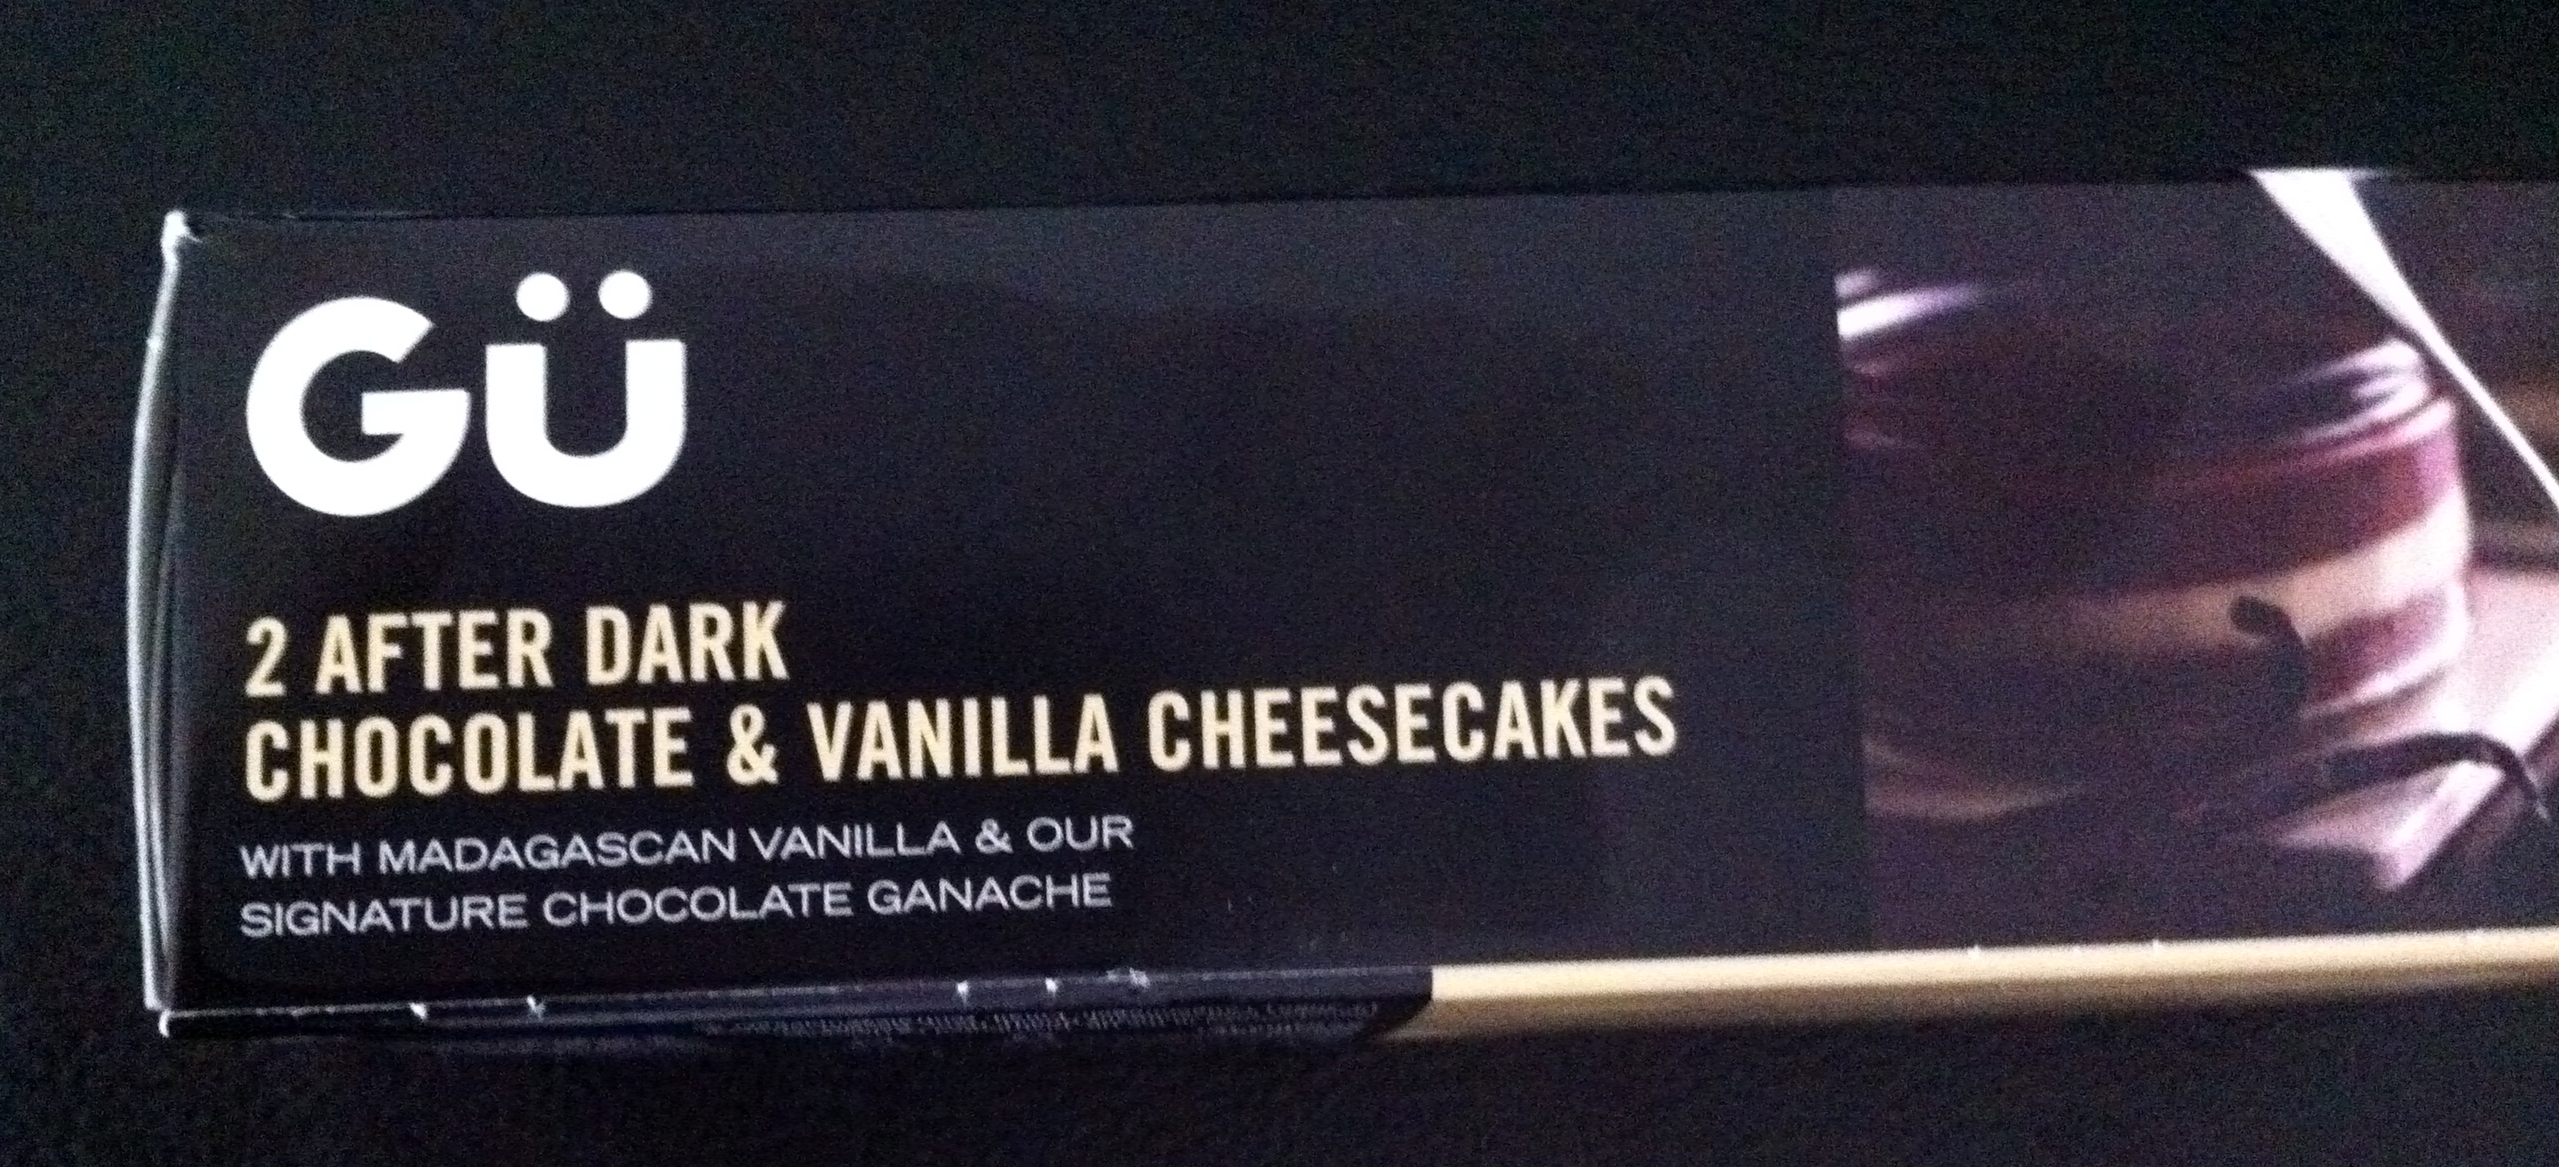 GÜ
2 AFTER DARK
CHOCOLATE & VANILLA CHEESECAKES
WITH MADAGASCAN VANILLA & OUR
SIGNATURE CHOCOLATE GANACHE